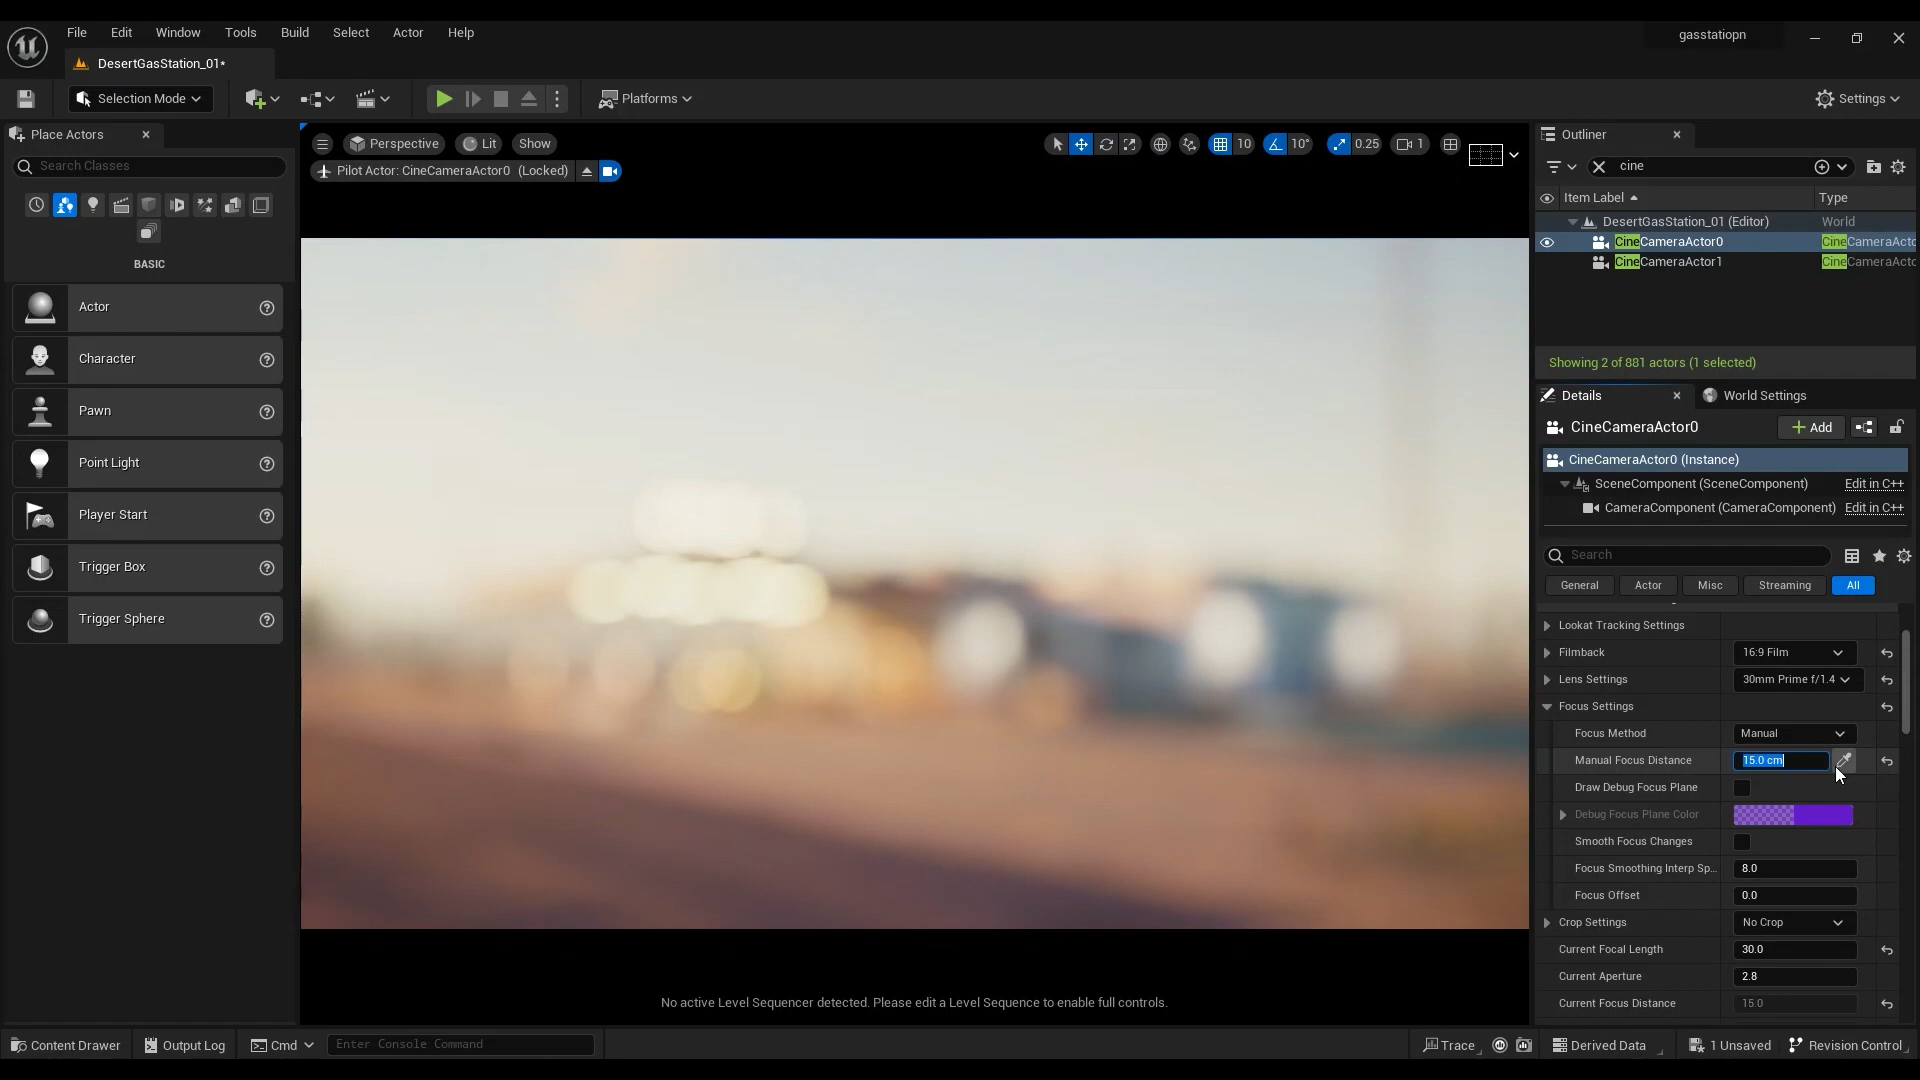 File Edit Window Tools Build Select Actor Help
gasstatiopn
DesertGasStation_01*
Selection Mode
Platforms
Settings
Place Actors
Search Classes
BASIC
Actor
Character
Pawn
Point Light
Player Start
Trigger Box
Trigger Sphere
Perspective Lit Show
10 10° 0.25 1
Pilot Actor: CineCameraActor0 (Locked)
No active Level Sequencer detected. Please edit a Level Sequence to enable full controls.
Outliner
cine
Item Label Type
DesertGasStation_01 (Editor) World
CineCameraActor0 CineCameraActo
CineCameraActor1 CineCameraActo
Showing 2 of 881 actors (1 selected)
Details World Settings
CineCameraActor0 + Add
CineCameraActor0 (Instance)
SceneComponent (SceneComponent) Edit in C++
CameraComponent (CameraComponent) Edit in C++
Search
General Actor Misc Streaming All
Lookat Tracking Settings
Filmback 16:9 Film
Lens Settings 30mm Prime f/1.4
Focus Settings
Focus Method Manual
Manual Focus Distance 15.0 cm
Draw Debug Focus Plane
Debug Focus Plane Color
Smooth Focus Changes
Focus Smoothing Interp Sp... 8.0
Focus Offset 0.0
Crop Settings No Crop
Current Focal Length 30.0
Current Aperture 2.8
Current Focus Distance 15.0
Content Drawer Output Log Cmd Enter Console Command
Trace Derived Data 1 Unsaved Revision Control